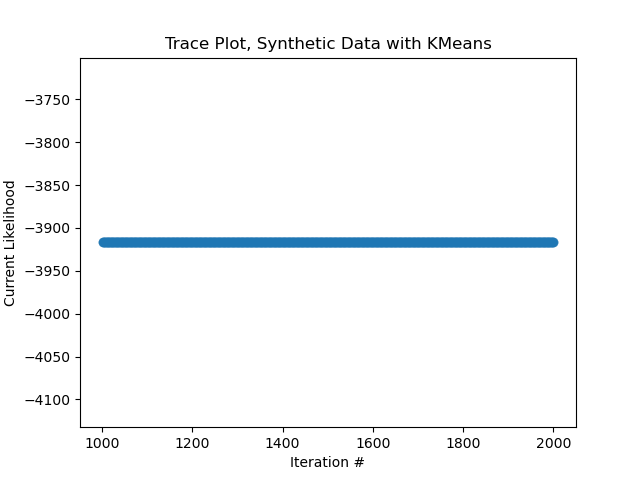 Trace Plot, Synthetic Data with KMeans
Current Likelihood
−3750
−3800
−3850
−3900
−3950
−4000
−4050
−4100
1000 1200 1400 1600 1800 2000
Iteration #